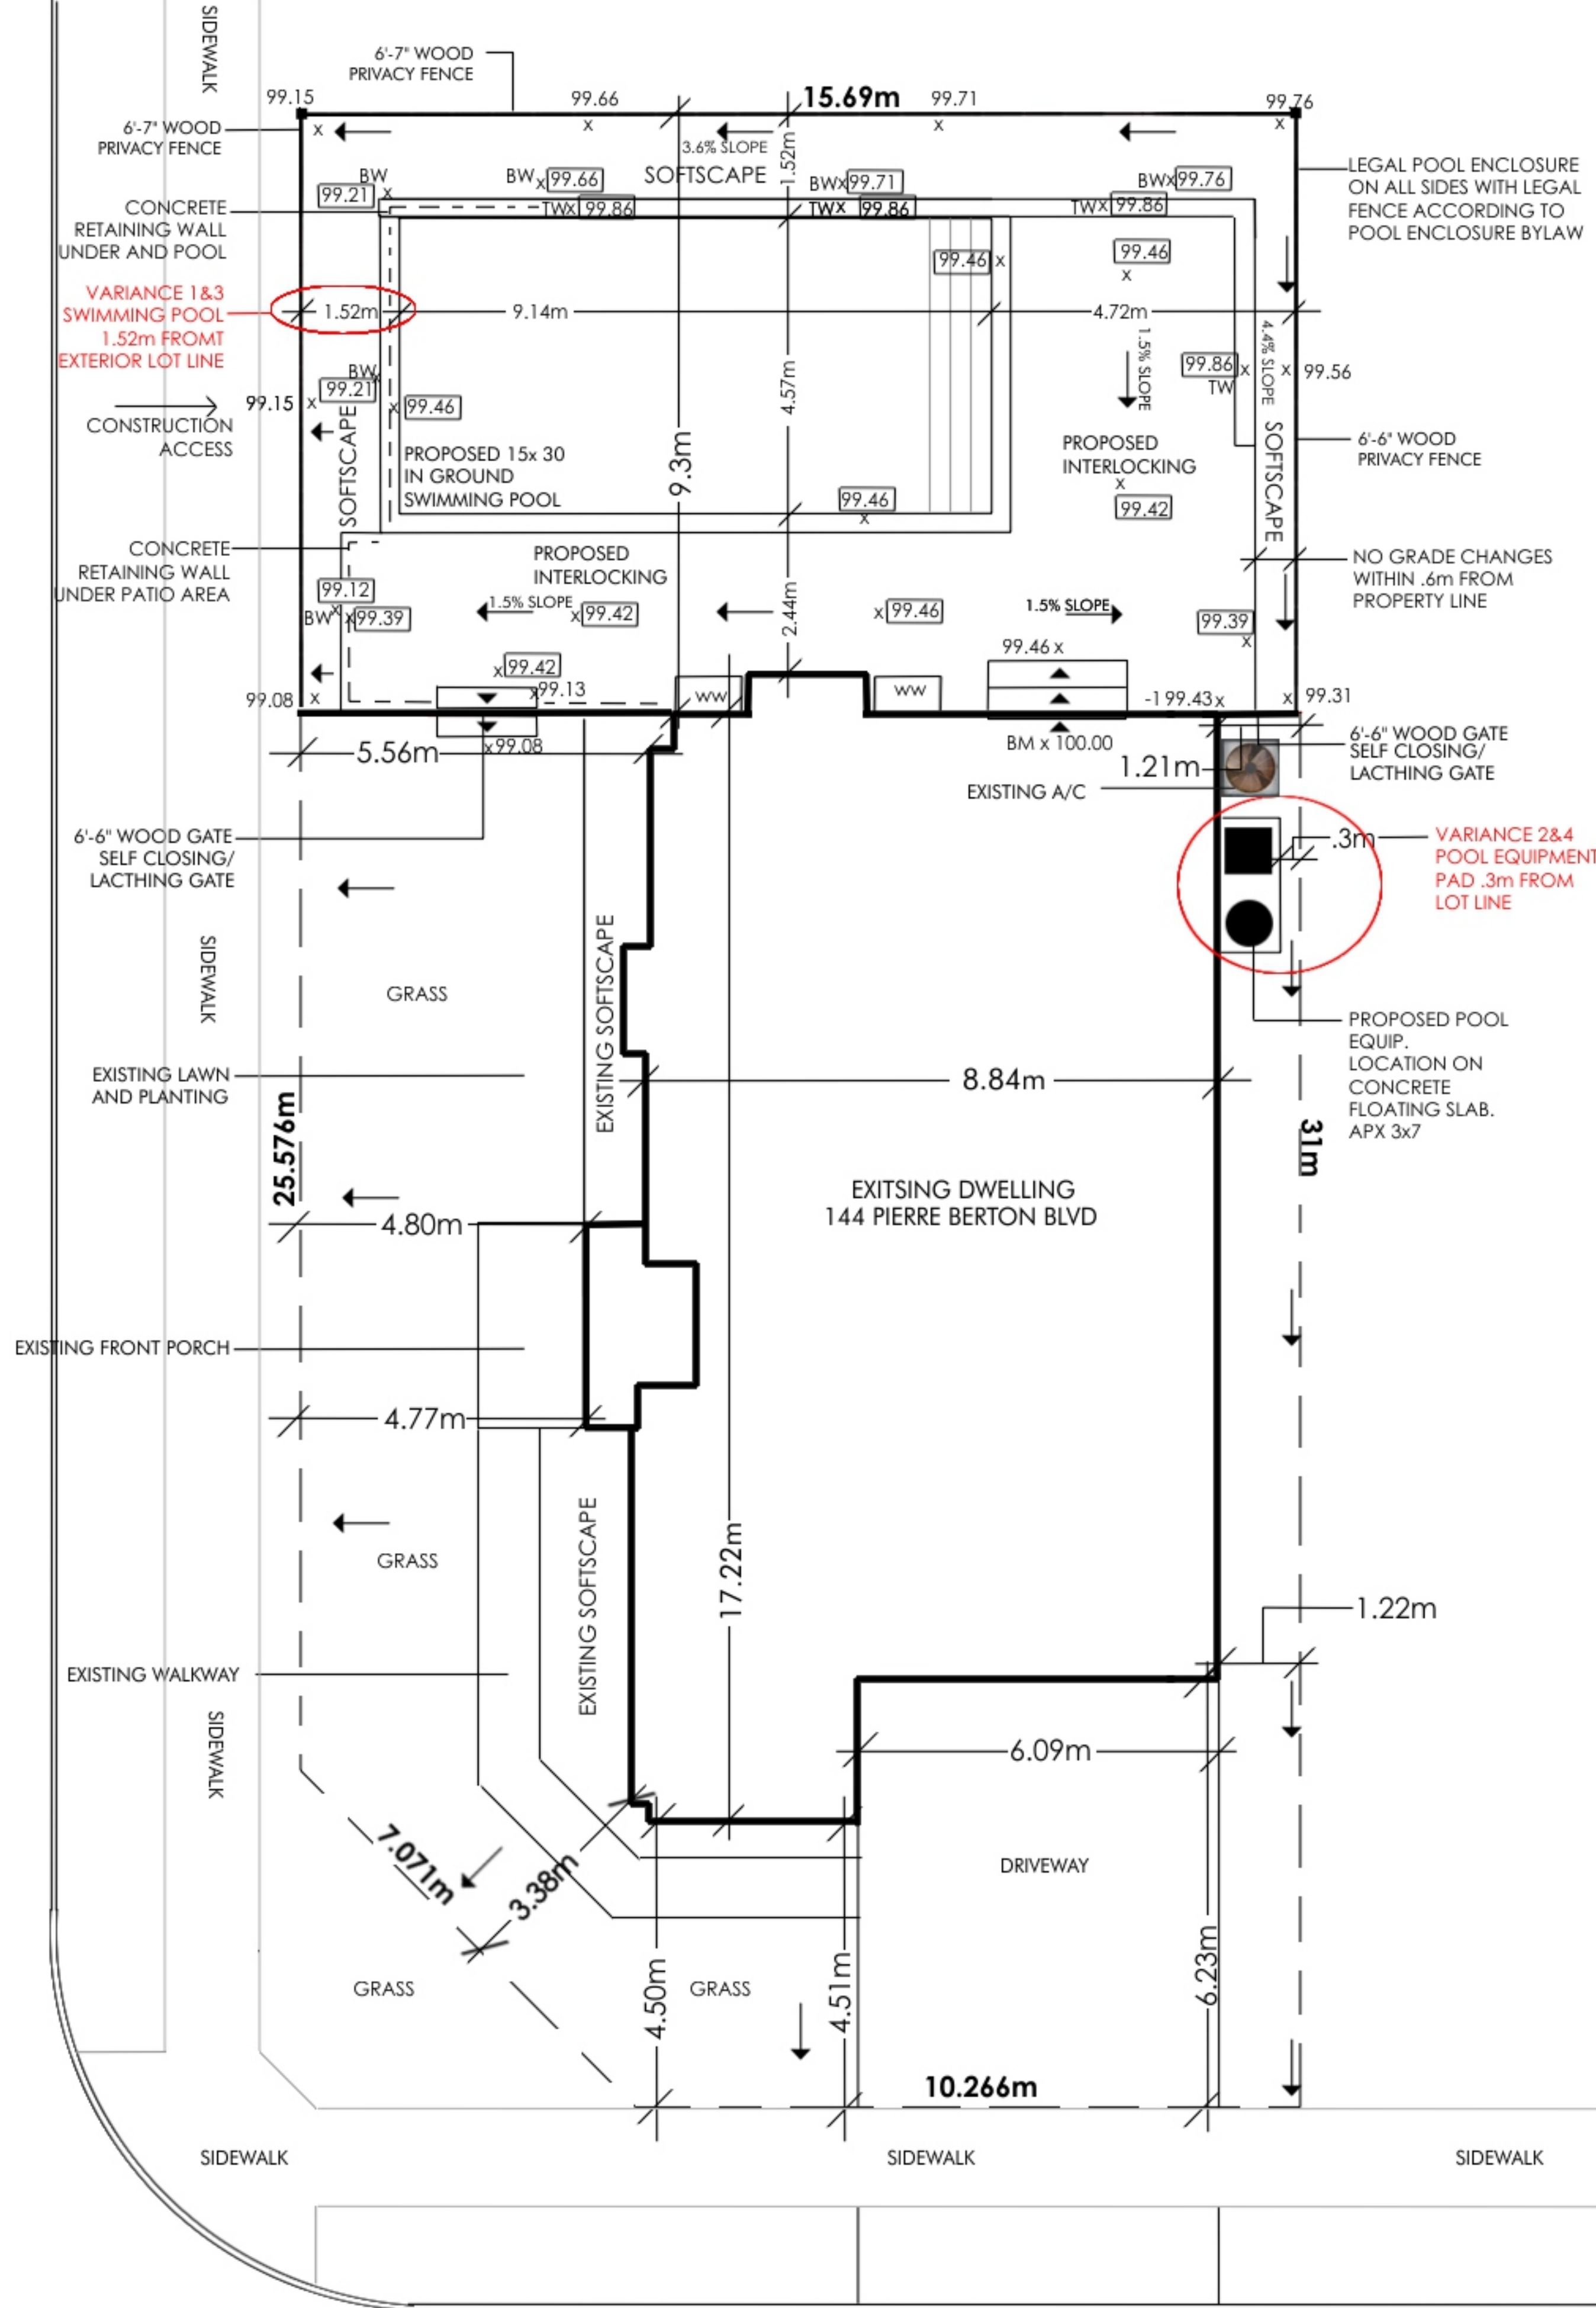 SIDEWALK
6'-7" WOOD
PRIVACY FENCE
99.15
99.66
15.69m
99.71
99.76
6'-7" WOOD
PRIVACY FENCE
x
x
x
x
3.6% SLOPE
SOFTSCAPE
1.52m
LEGAL POOL ENCLOSURE
ON ALL SIDES WITH LEGAL
FENCE ACCORDING TO
POOL ENCLOSURE BYLAW
BW
99.21 x
BW x 99.66
BWx 99.71
BWx 99.76
TWX 99.86
TWX 99.86
TWX 99.86
CONCRETE
RETAINING WALL
UNDER AND POOL
99.46 x
99.46
x
VARIANCE 1&3
SWIMMING POOL
1.52m FROMT
EXTERIOR LOT LINE
1.52m
9.14m
4.72m
1.5% SLOPE
4.4% SLOPE
99.86 x
TW
x 99.56
BW
99.21
x
4.57m
99.15 x
x 99.46
CONSTRUCTION
ACCESS
SOFTSCAPE
9.3m
PROPOSED 15x 30
IN GROUND
SWIMMING POOL
PROPOSED
INTERLOCKING
x
99.42
SOFTSCAPE
6'-6" WOOD
PRIVACY FENCE
99.46
x
CONCRETE
RETAINING WALL
UNDER PATIO AREA
PROPOSED
INTERLOCKING
NO GRADE CHANGES
WITHIN .6m FROM
PROPERTY LINE
99.12
BW x
x 99.39
1.5% SLOPE
x 99.42
2.44m
x 99.46
1.5% SLOPE
99.39
x
x 99.42
x 99.13
99.46 x
99.08 x
WW
WW
-1 99.43 x
x 99.31
5.56m
x 99.08
BM x 100.00
1.21m
EXISTING A/C
6'-6" WOOD GATE
SELF CLOSING/
LACTHING GATE
6'-6" WOOD GATE
SELF CLOSING/
LACTHING GATE
.3m
VARIANCE 2&4
POOL EQUIPMENT
PAD .3m FROM
LOT LINE
SIDEWALK
GRASS
EXISTING SOFTSCAPE
PROPOSED POOL
EQUIP.
LOCATION ON
CONCRETE
FLOATING SLAB.
APX 3x7
EXISTING LAWN
AND PLANTING
8.84m
25.576m
31m
EXITSING DWELLING
144 PIERRE BERTON BLVD
4.80m
EXISTING FRONT PORCH
4.77m
GRASS
EXISTING SOFTSCAPE
17.22m
1.22m
EXISTING WALKWAY
SIDEWALK
6.09m
7.071m
3.38m
DRIVEWAY
GRASS
4.50m
GRASS
4.51m
6.23m
10.266m
SIDEWALK
SIDEWALK
SIDEWALK